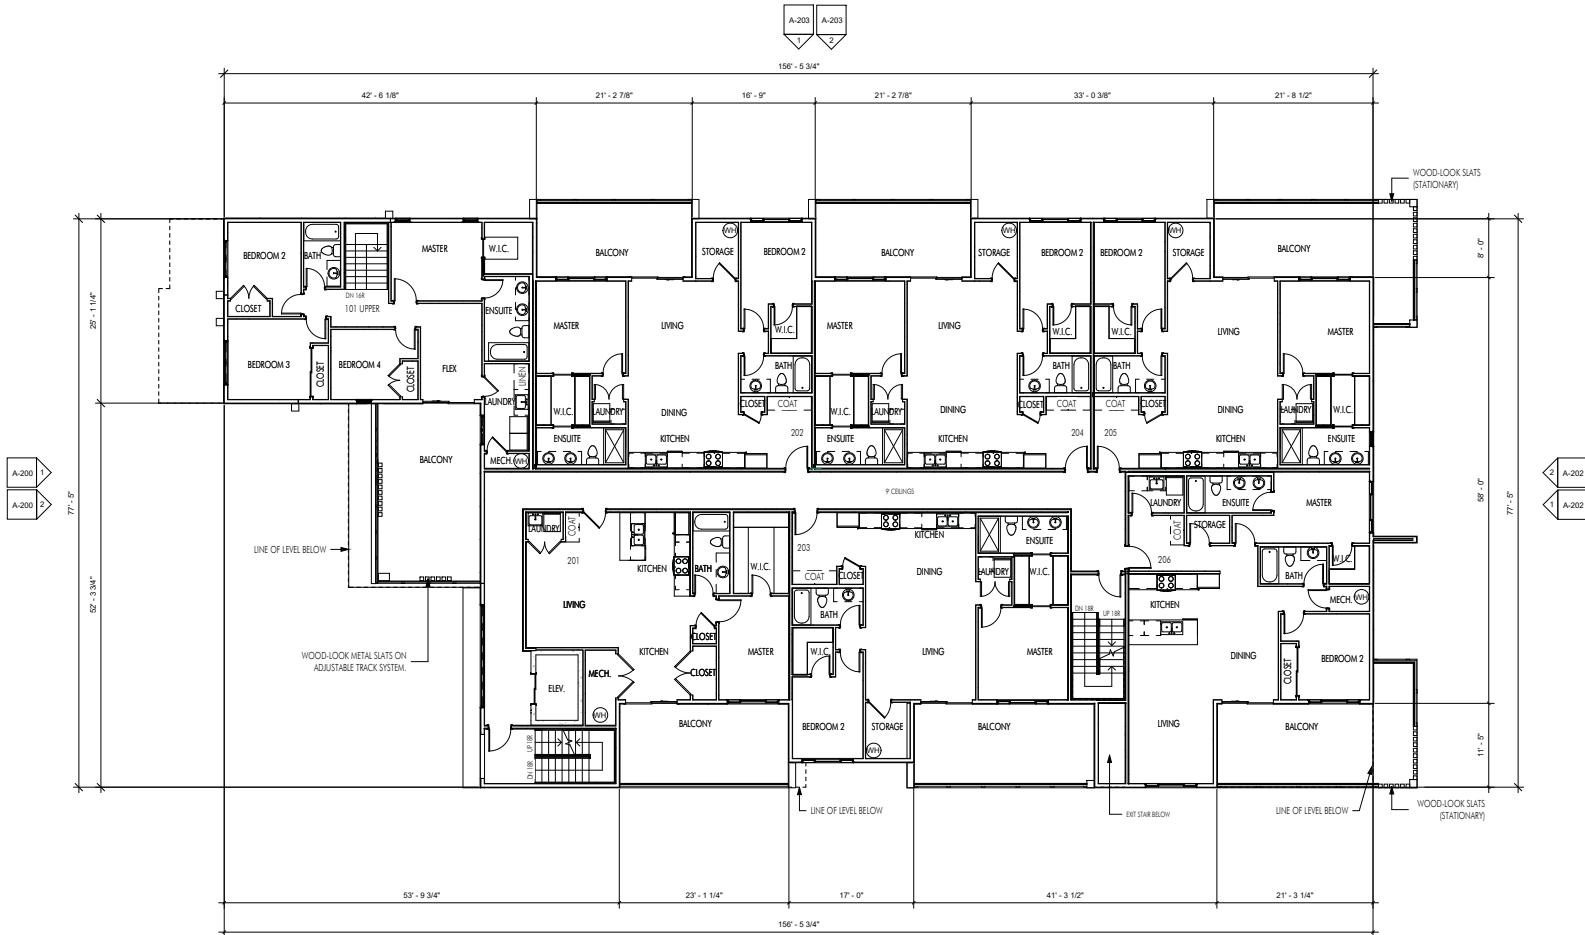 A-203
A-203
1
2
156' - 5 3/4"
42' - 6 1/8"
21' - 2 7/8"
16' - 9"
21' - 2 7/8"
33' - 0 3/8"
21' - 8 1/2"
WOOD-LOOK SLATS
(STATIONARY)
BEDROOM 2
BATH
MASTER
W.I.C.
BALCONY
STORAGE
WH
BEDROOM 2
BALCONY
STORAGE
WH
BEDROOM 2
BEDROOM 2
STORAGE
WH
BALCONY
8' - 0"
DN 16R
101 UPPER
CLOSET
ENSUITE
MASTER
LIVING
W.I.C.
MASTER
LIVING
W.I.C.
W.I.C.
LIVING
MASTER
25' - 1 1/4"
BEDROOM 3
CLOSET
BEDROOM 4
CLOSET
FLEX
LINEN
LAUNDRY
BATH
BATH
BATH
W.I.C.
LAUNDRY
DINING
CLOSET
COAT
W.I.C.
LAUNDRY
DINING
CLOSET
COAT
COAT
CLOSET
DINING
LAUNDRY
W.I.C.
ENSUITE
KITCHEN
202
ENSUITE
KITCHEN
204
205
KITCHEN
ENSUITE
MECH.
WH
BALCONY
A-200
1
A-200
2
2
A-202
1
A-202
77' - 5"
58' - 0"
77' - 5"
9' CEILINGS
LAUNDRY
ENSUITE
MASTER
LAUNDRY
COAT
201
KITCHEN
BATH
W.I.C.
203
KITCHEN
ENSUITE
COAT
STORAGE
206
LINE OF LEVEL BELOW
COAT
CLOSET
DINING
LAUNDRY
W.I.C.
BATH
W.I.C.
52' - 3 3/4"
LIVING
BATH
DN 18R
UP 18R
KITCHEN
MECH.
WH
WOOD-LOOK METAL SLATS ON
ADJUSTABLE TRACK SYSTEM.
CLOSET
KITCHEN
MASTER
W.I.C.
LIVING
MASTER
DINING
CLOSET
BEDROOM 2
ELEV.
MECH.
CLOSET
WH
BALCONY
BEDROOM 2
STORAGE
WH
BALCONY
LIVING
BALCONY
11' - 5"
DN 18R
UP 18R
LINE OF LEVEL BELOW
EXIT STAIR BELOW
LINE OF LEVEL BELOW
WOOD-LOOK SLATS
(STATIONARY)
53' - 9 3/4"
23' - 1 1/4"
17' - 0"
41' - 3 1/2"
21' - 3 1/4"
156' - 5 3/4"